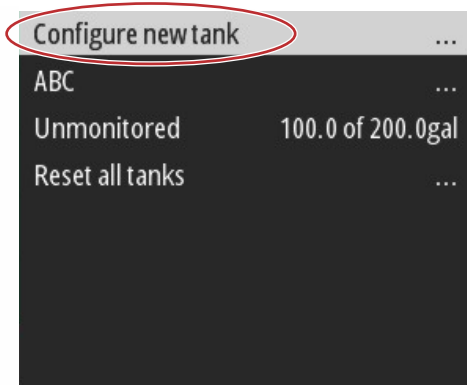 Configure new tank ...
ABC ...
Unmonitored 100.0 of 200.0gal
Reset all tanks ...